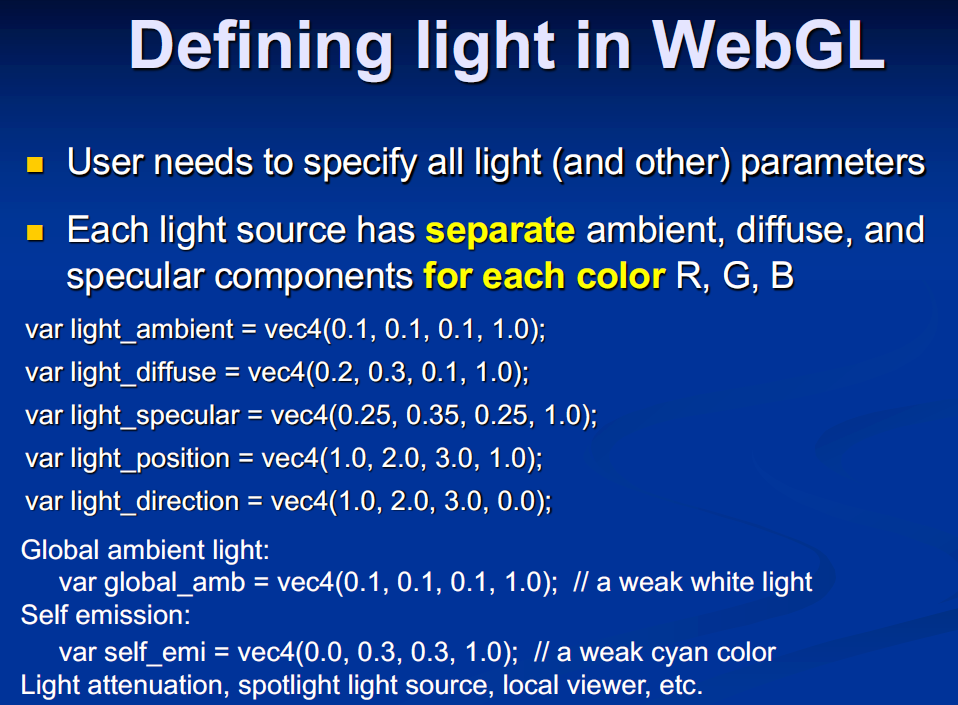 Defining light in WebGL
User needs to specify all light (and other) parameters
Each light source has separate ambient, diffuse, and
specular components for each color R, G, B
var light_ambient = vec4(0.1, 0.1, 0.1, 1.0);
var light_diffuse = vec4(0.2, 0.3, 0.1, 1.0);
var light_specular = vec4(0.25, 0.35, 0.25, 1.0);
var light_position = vec4(1.0, 2.0, 3.0, 1.0);
var light_direction = vec4(1.0, 2.0, 3.0, 0.0);
Global ambient light:
var global_amb = vec4(0.1, 0.1, 0.1, 1.0);  // a weak white light
Self emission:
var self_emi = vec4(0.0, 0.3, 0.3, 1.0);  // a weak cyan color
Light attenuation, spotlight light source, local viewer, etc.